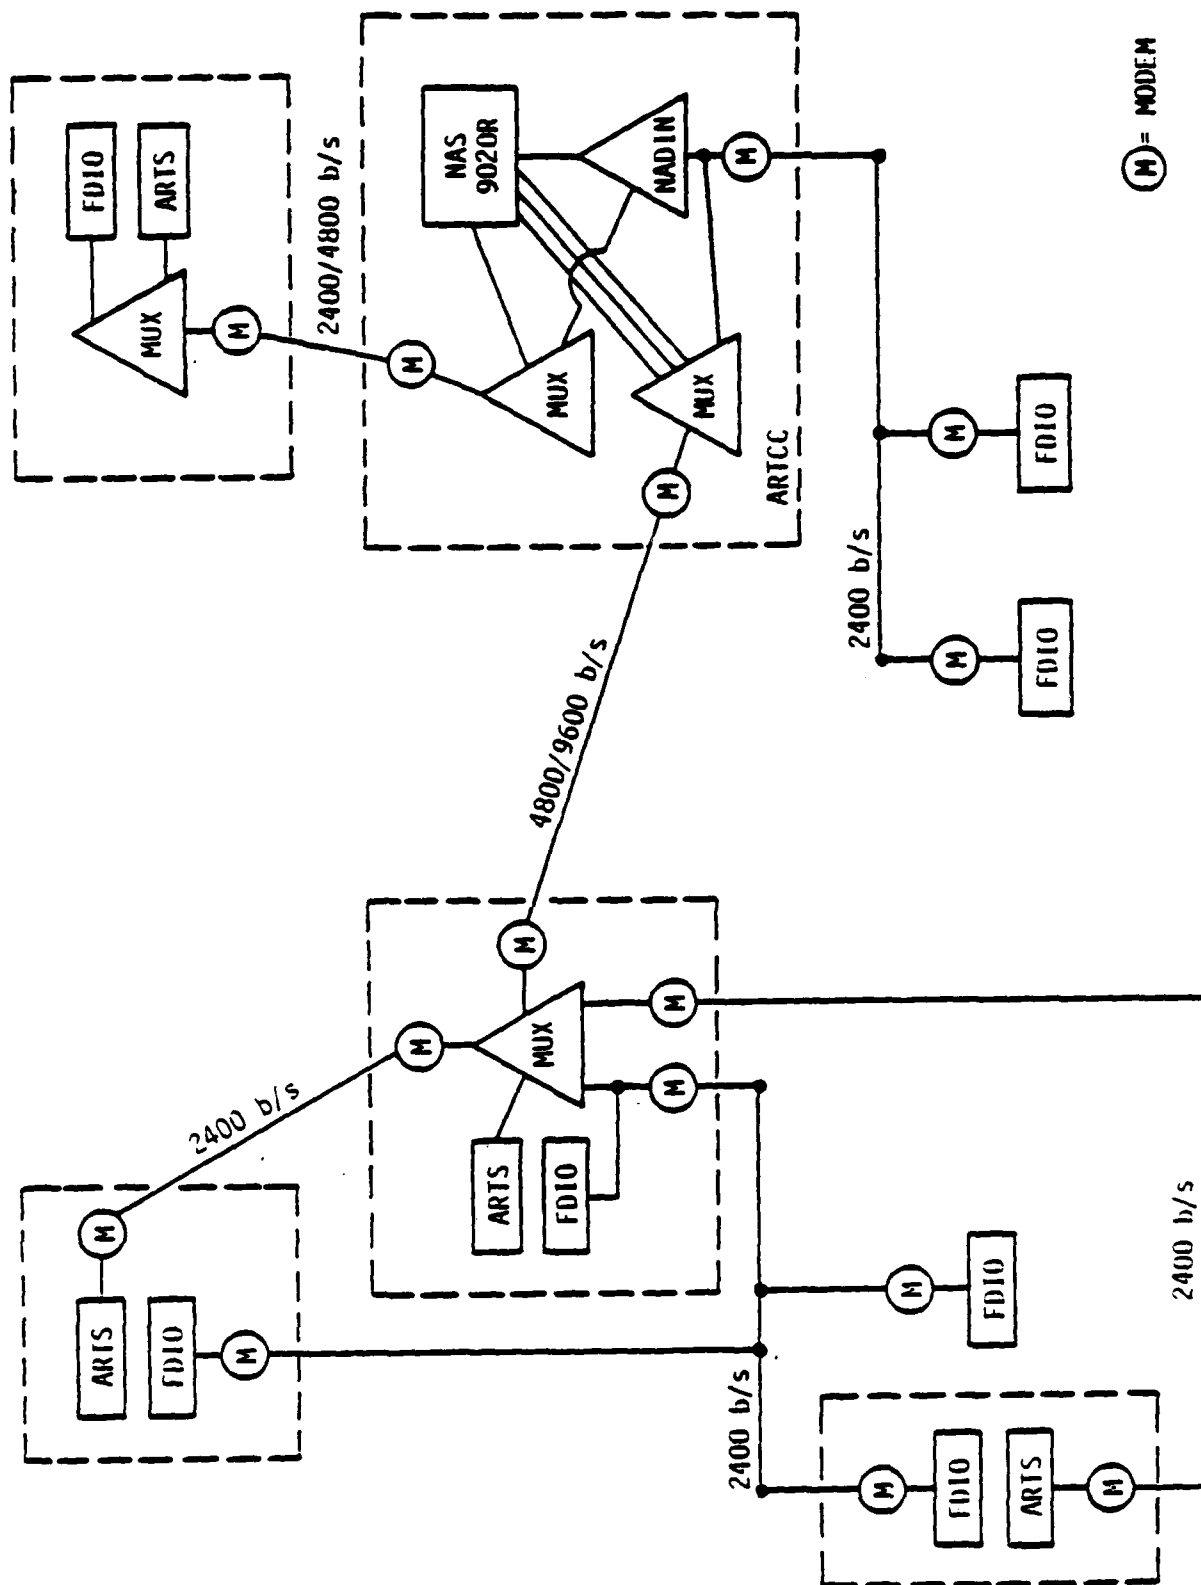 ARTS
FDIO
M
M
2400 b/s
FDIO
ARTS
MUX
M
2400/4800 b/s
M
ARTS
FDIO
MUX
M
M
M
M
4800/9600 b/s
NAS
9020R
MUX
NADIN
MUX
M
M
ARTCC
2400 b/s
M
FDIO
ARTS
M
M
FDIO
2400 b/s
2400 b/s
M
FDIO
M
FDIO
M = MODEM